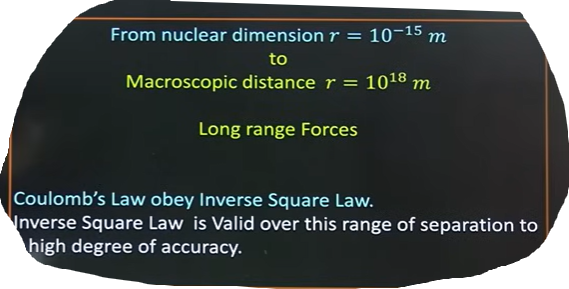 From nuclear dimension r = 10⁻¹⁵ m
to
Macroscopic distance r = 10¹⁸ m
Long range Forces
Coulomb's Law obey Inverse Square Law.
Inverse Square Law is Valid over this range of separation to
high degree of accuracy.